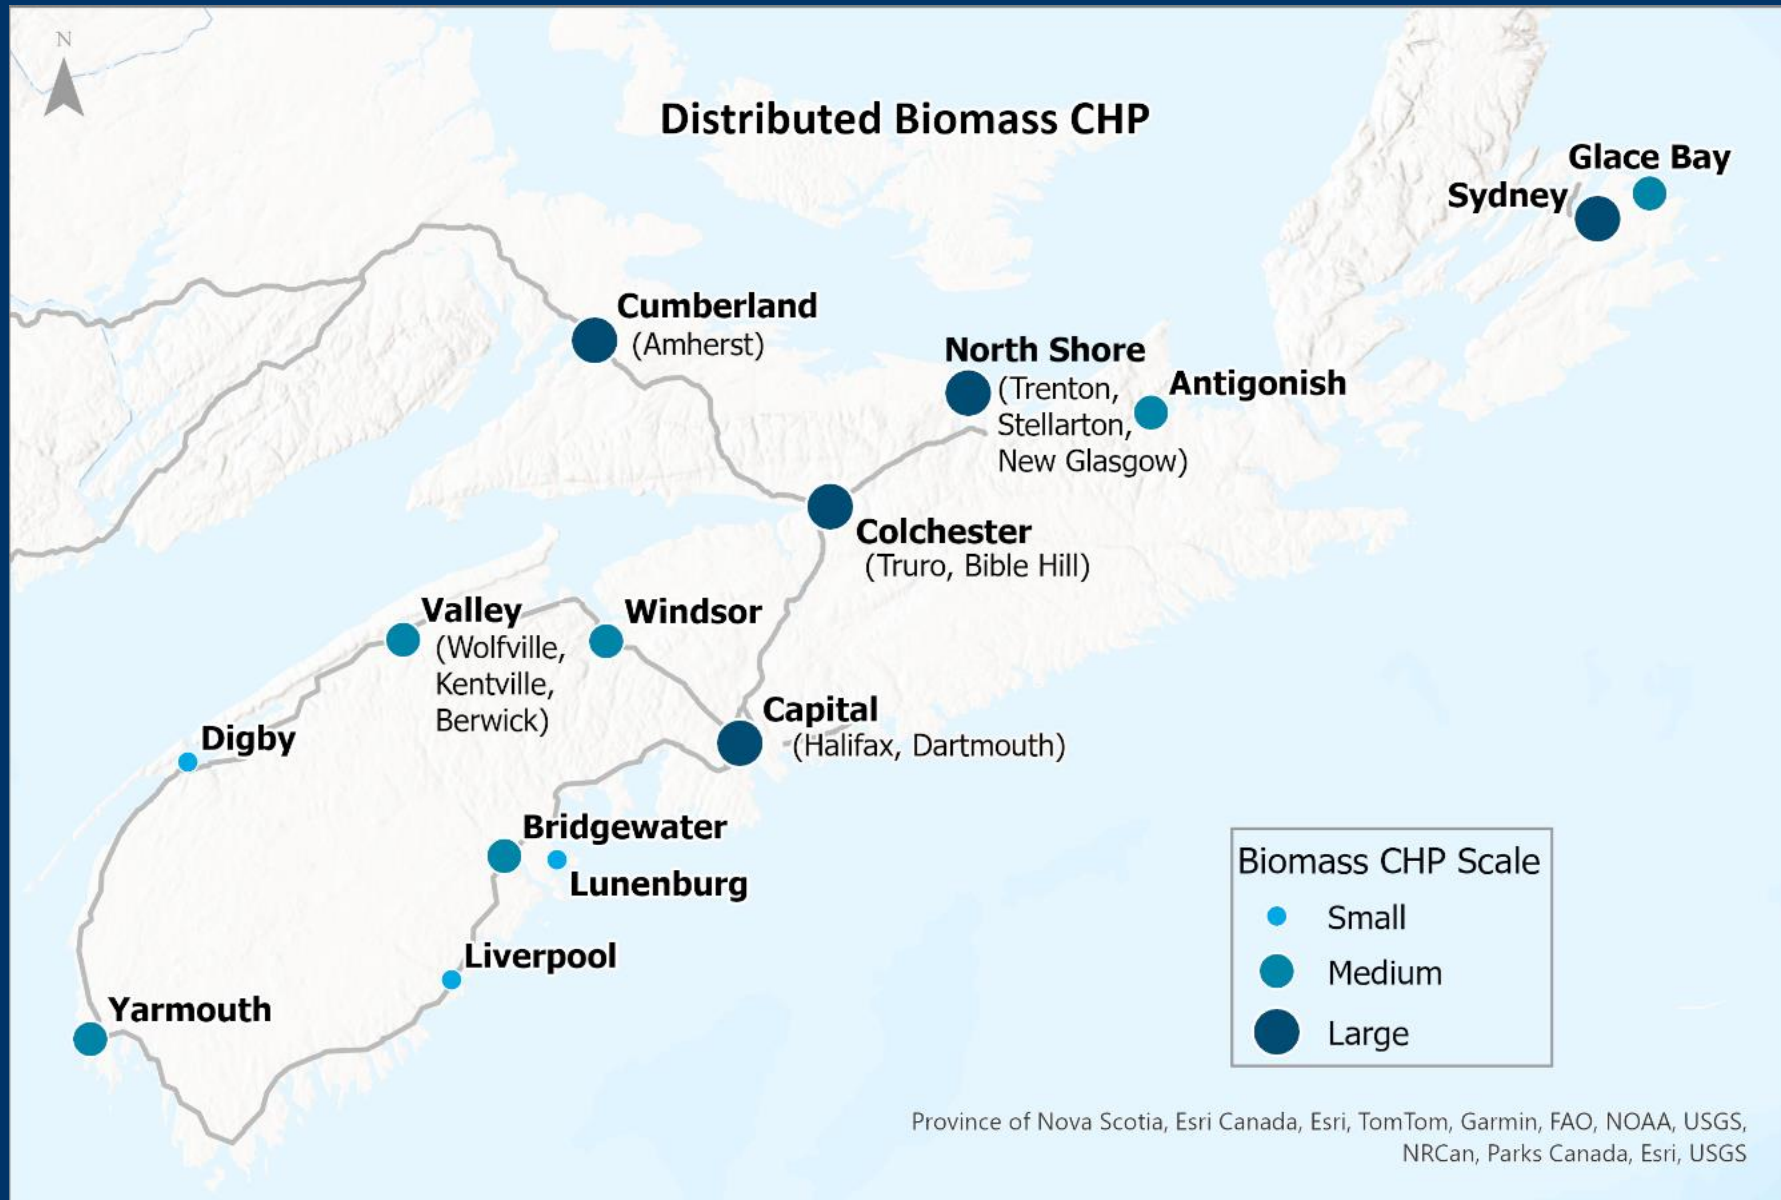 N
Distributed Biomass CHP
Glace Bay
Sydney
Cumberland
(Amherst)
North Shore
(Trenton,
Stellarton,
New Glasgow)
Antigonish
Colchester
(Truro, Bible Hill)
Valley
(Wolfville,
Kentville,
Berwick)
Windsor
Capital
(Halifax, Dartmouth)
Digby
Bridgewater
Lunenburg
Liverpool
Yarmouth
Biomass CHP Scale
Small
Medium
Large
Province of Nova Scotia, Esri Canada, Esri, TomTom, Garmin, FAO, NOAA, USGS,
NRCan, Parks Canada, Esri, USGS